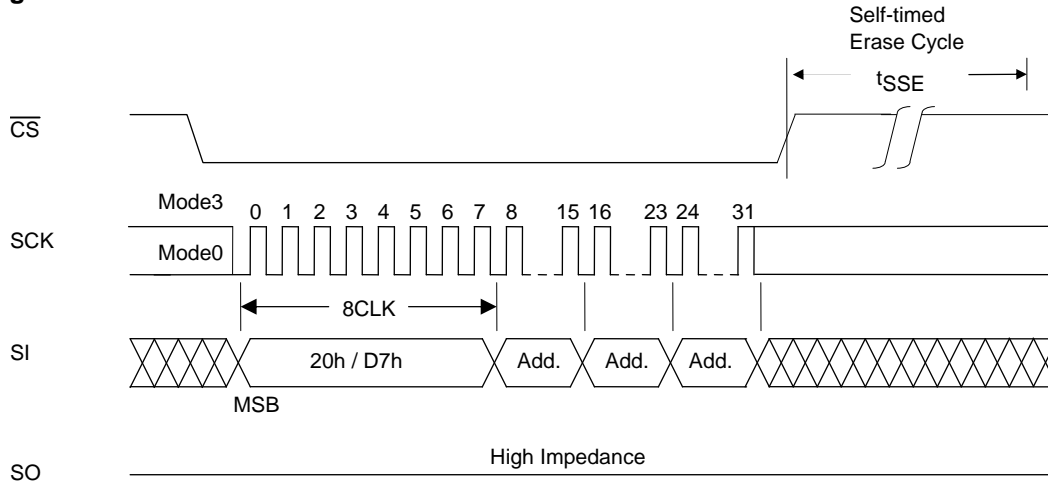 Self-timed
Erase Cycle
tSSE
CS
Mode3
0 1 2 3 4 5 6 7 8 15 16 23 24 31
SCK
Mode0
8CLK
SI
20h / D7h Add. Add. Add.
MSB
High Impedance
SO